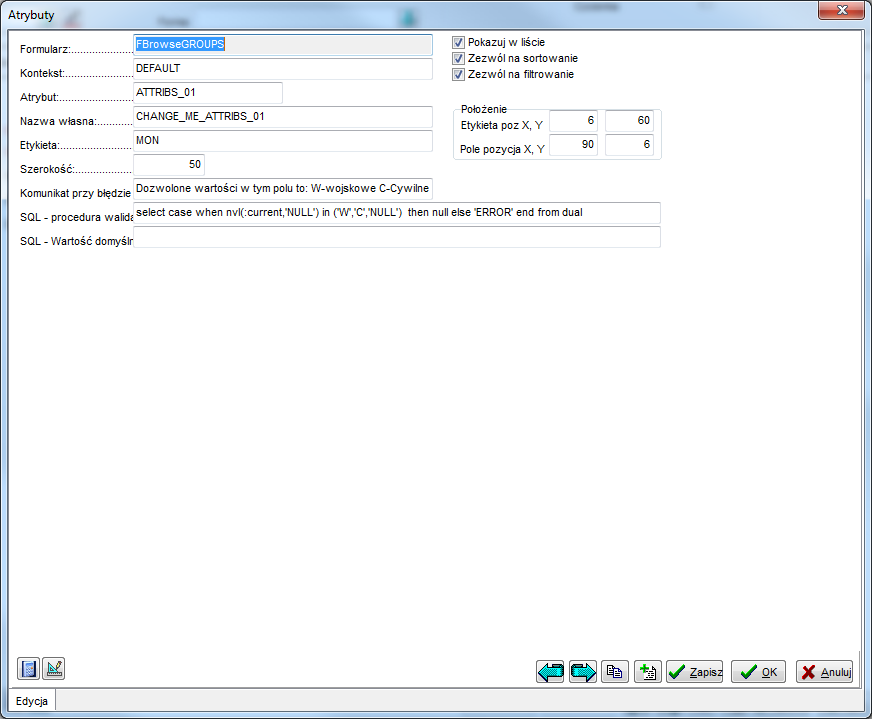 Atrybuty
Formularz:...................... FBrowseGROUPS
Kontekst:....................... DEFAULT
Atrybut:......................... ATTRIBS_01
Nazwa własna:............ CHANGE_ME_ATTRIBS_01
Etykieta:........................ MON
Szerokość:.................... 50
Komunikat przy błędzie Dozwolone wartości w tym polu to: W-wojskowe C-Cywilne
SQL - procedura walida select case when nvl(:current,'NULL') in ('W','C','NULL')  then null else 'ERROR' end from dual
SQL - Wartość domyśln
Pokazuj w liście
Zezwól na sortowanie
Zezwól na filtrowanie
Położenie
Etykieta poz X, Y 6 60
Pole pozycja X, Y 90 6
Zapisz
OK
Anuluj
Edycja